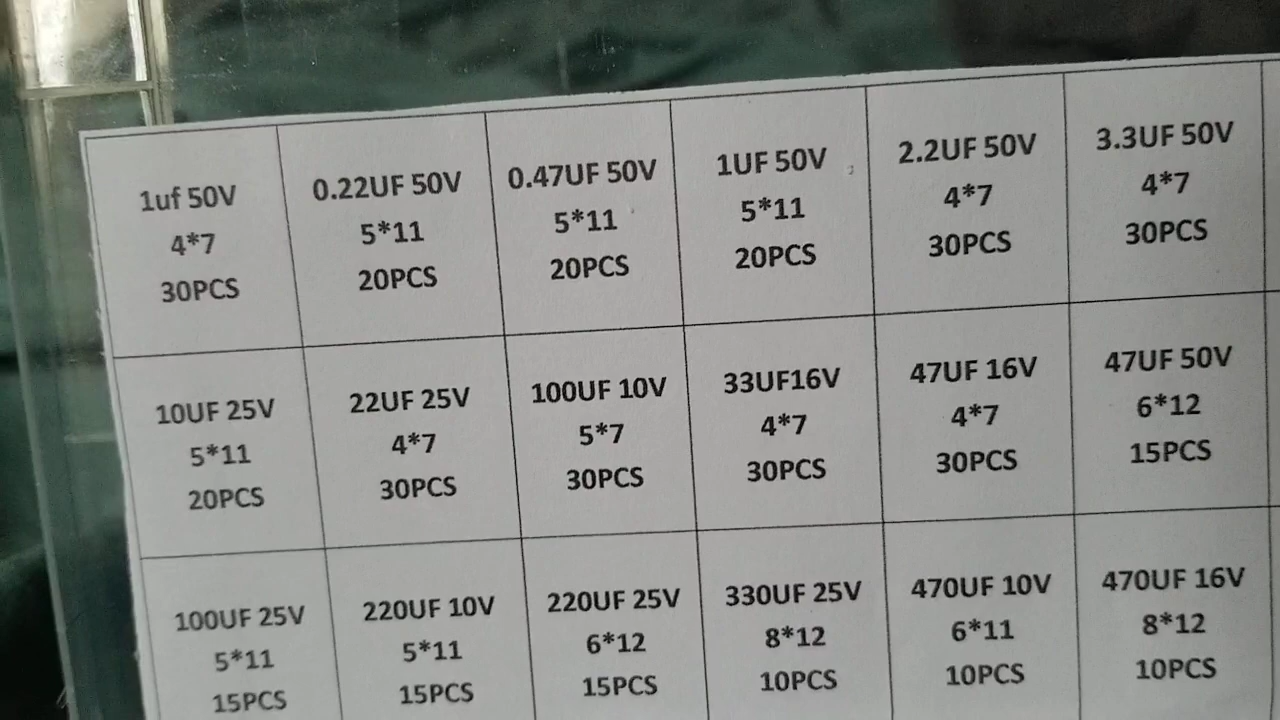 1uf 50V
4*7
30PCS
0.22UF 50V
5*11
20PCS
0.47UF 50V
5*11
20PCS
1UF 50V
5*11
20PCS
2.2UF 50V
4*7
30PCS
3.3UF 50V
4*7
30PCS
10UF 25V
5*11
20PCS
22UF 25V
4*7
30PCS
100UF 10V
5*7
30PCS
33UF16V
4*7
30PCS
47UF 16V
4*7
30PCS
47UF 50V
6*12
15PCS
100UF 25V
5*11
15PCS
220UF 10V
5*11
15PCS
220UF 25V
6*12
15PCS
330UF 25V
8*12
10PCS
470UF 10V
6*11
10PCS
470UF 16V
8*12
10PCS